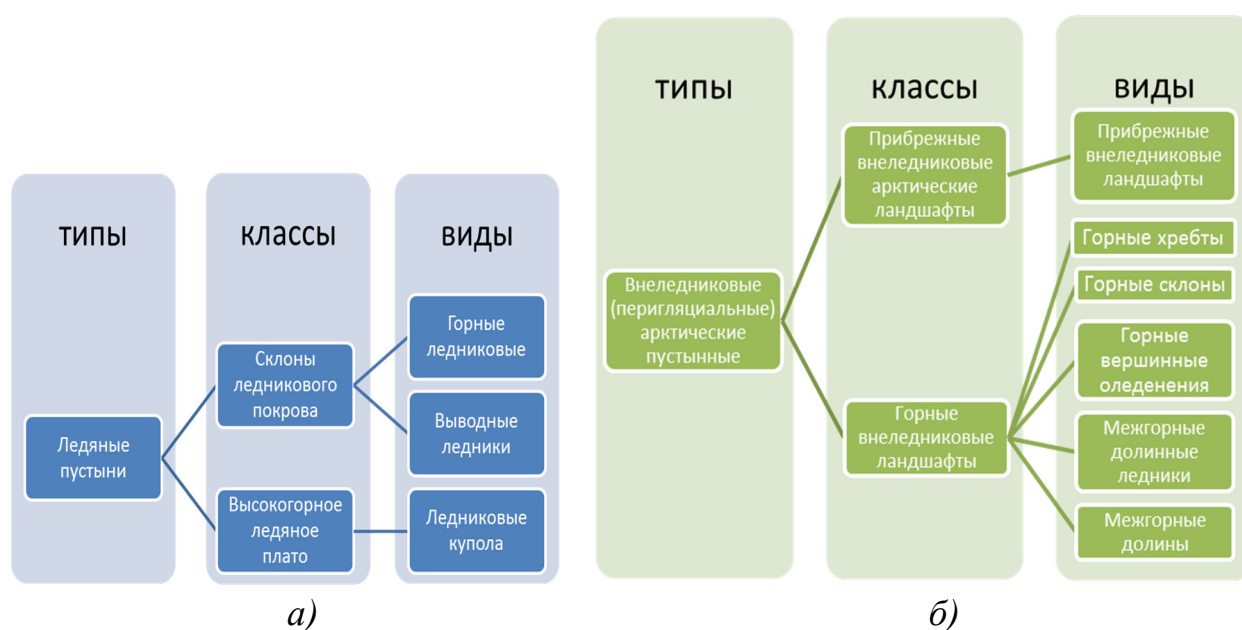 типы
классы
виды
Ледяные
пустыни
Склоны
ледникового
покрова
Высокогорное
ледяное
плато
Горные
ледниковые
Выводные
ледники
Ледниковые
купола
а)
типы
классы
виды
Внеледниковые
(перигляциальные)
арктические
пустынные
Прибрежные
внеледниковые
арктические
ландшафты
Горные
внеледниковые
ландшафты
Прибрежные
внеледниковые
ландшафты
Горные хребты
Горные склоны
Горные
вершинные
оледенения
Межгорные
долинные
ледники
Межгорные
долины
б)